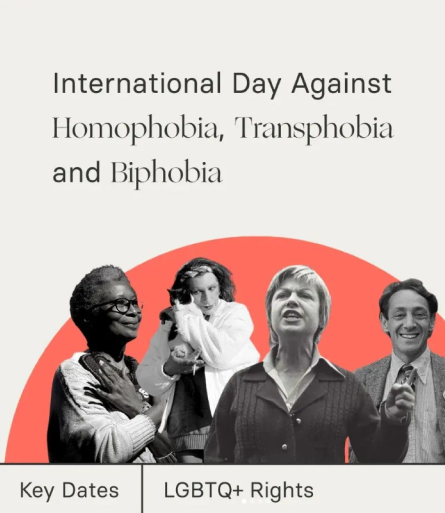 International Day Against
Homophobia, Transphobia
and Biphobia
Key Dates
LGBTQ+ Rights